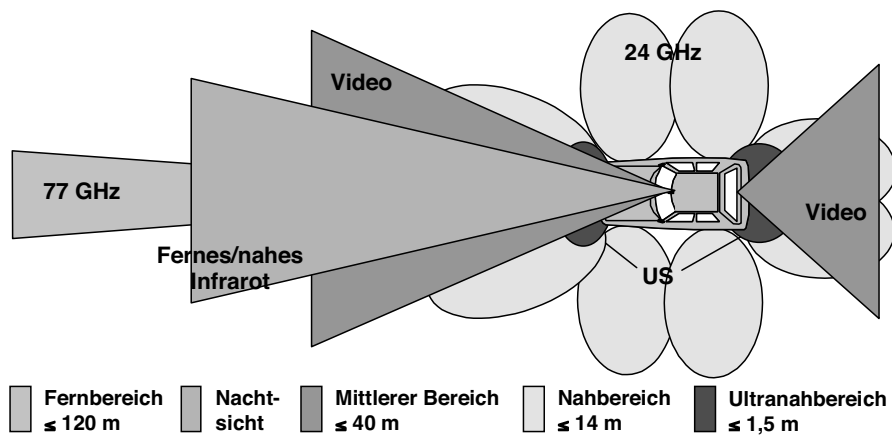 24 GHz
Video
77 GHz
Video
Fernes/nahes
Infrarot
US
Fernbereich
≤ 120 m
Nacht-
sicht
Mittlerer Bereich
≤ 40 m
Nahbereich
≤ 14 m
Ultranahbereich
≤ 1,5 m